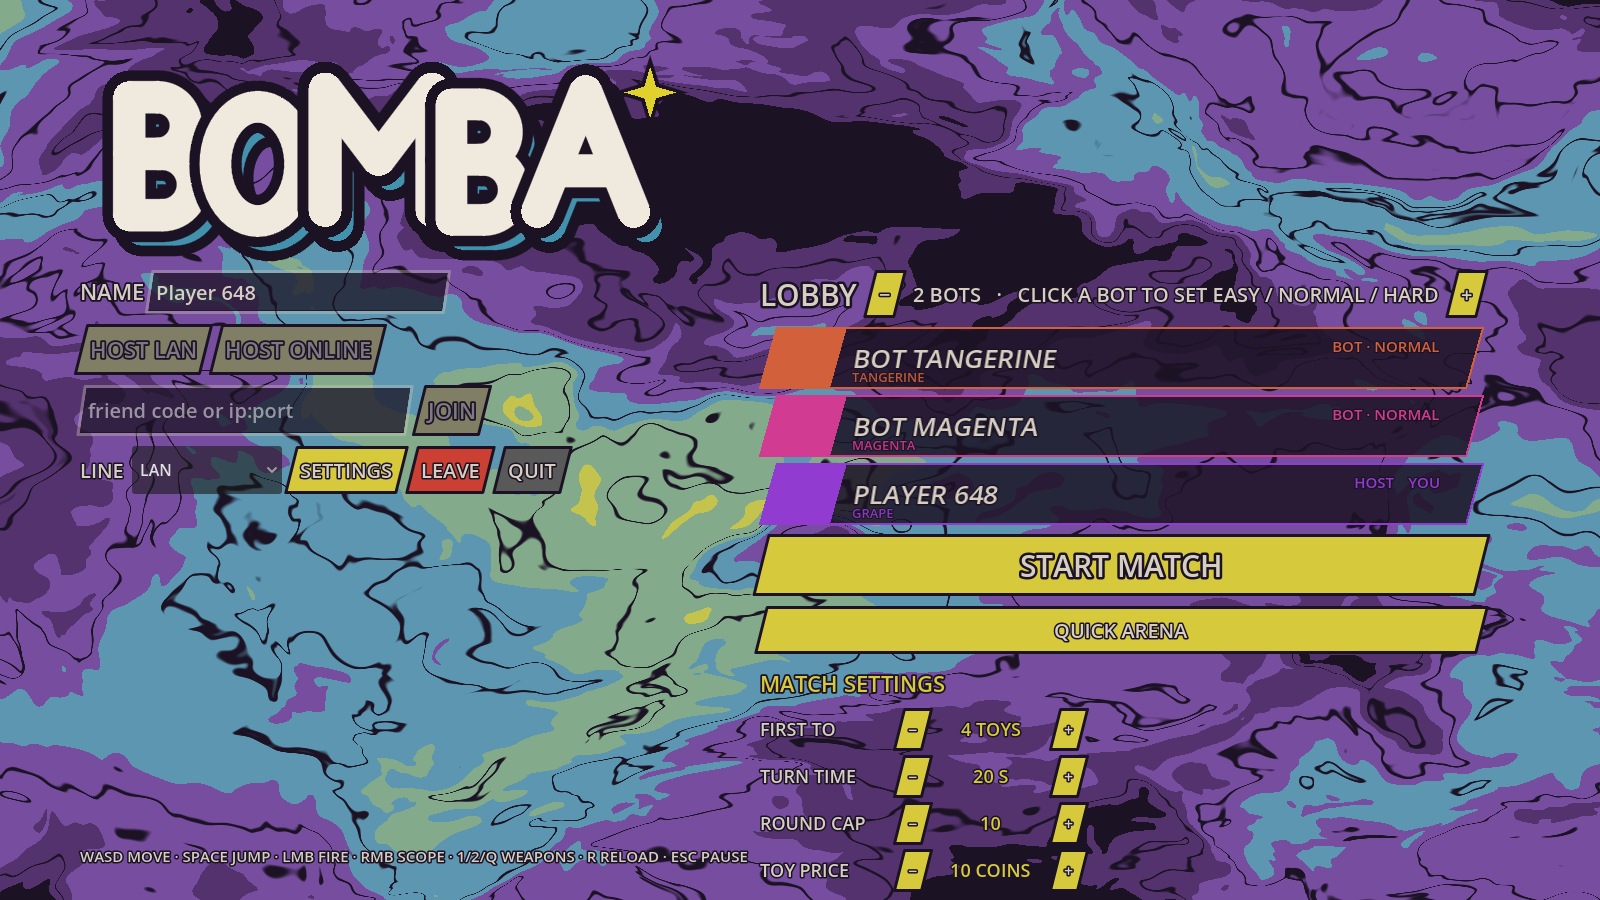 BOMBA
NAME Player 648
HOST LAN HOST ONLINE
friend code or ip:port JOIN
LINE LAN SETTINGS LEAVE QUIT
WASD MOVE · SPACE JUMP · LMB FIRE · RMB SCOPE · 1/2/Q WEAPONS · R RELOAD · ESC PAUSE
LOBBY - 2 BOTS · CLICK A BOT TO SET EASY / NORMAL / HARD +
BOT TANGERINE BOT · NORMAL
TANGERINE
BOT MAGENTA BOT · NORMAL
MAGENTA
PLAYER 648 HOST YOU
GRAPE
START MATCH
QUICK ARENA
MATCH SETTINGS
FIRST TO - 4 TOYS +
TURN TIME - 20 S +
ROUND CAP - 10 +
TOY PRICE - 10 COINS +